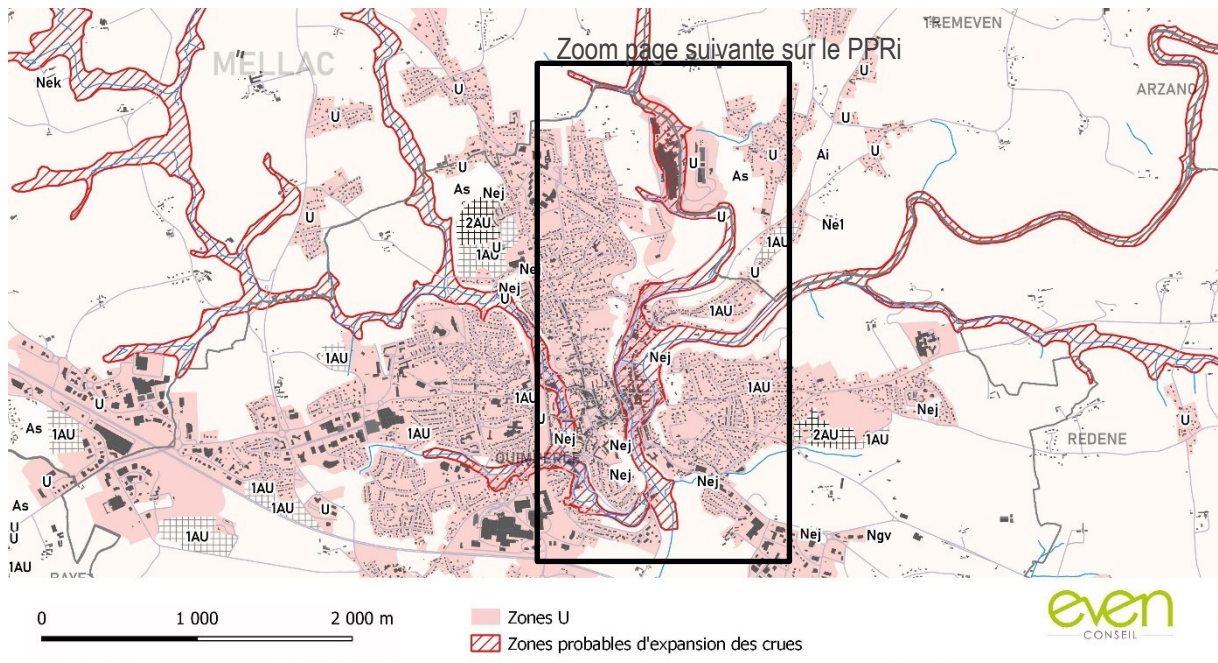 TREMEVEN
Zoom page suivante sur le PPRi
MELLAC
Nek
ARZANO
U
U
U
U
U
U
As
Nej
U
As
Ai
2AU
U
1AU
U
Ne1
1AU
U
Nej
U
1AU
Nej
1AU
1AU
1AU
Nej
U
As
1AU
1AU
U
Nej
Nej
2AU
1AU
REDENE
U
QUIMPERLE
Nej
Nej
U
As
U
U
1AU
1AU
U
1AU
Nej
Ngv
0
1 000
2 000 m
Zones U
Zones probables d'expansion des crues
even
CONSEIL